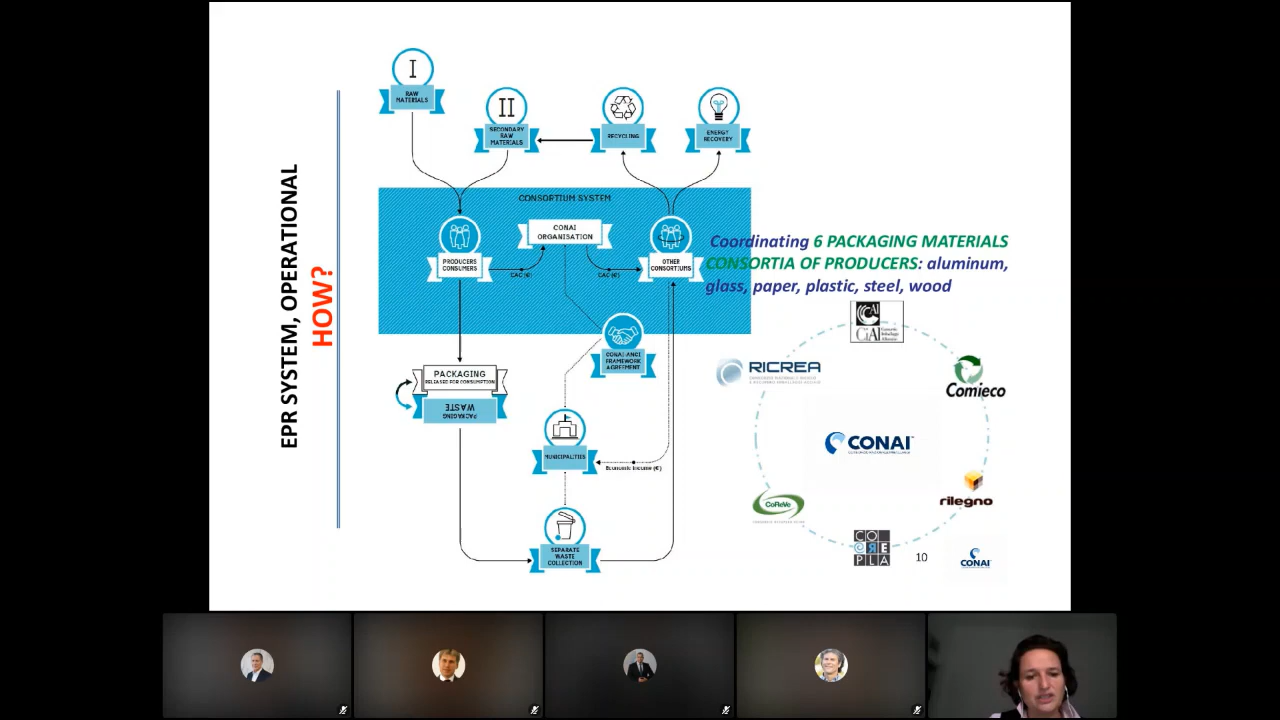 EPR SYSTEM, OPERATIONAL
HOW?
I
RAW
MATERIALS
II
SECONDARY
RAW
MATERIALS
RECYCLING
ENERGY
RECOVERY
CONSORTIUM SYSTEM
PRODUCERS
CONSUMERS
CAC (€)
CONAI
ORGANISATION
CAC (€)
OTHER
CONSORTIUMS
CONAI-ANCI
FRAMEWORK
AGREEMENT
PACKAGING
RELEASED FOR CONSUMPTION
PACKAGING
WASTE
MUNICIPALITIES
Economic Income (€)
SEPARATE
WASTE
COLLECTION
Coordinating 6 PACKAGING MATERIALS
CONSORTIA OF PRODUCERS: aluminum,
glass, paper, plastic, steel, wood
CiAl
RICREA
Comieco
CONAI
rilegno
CoReVe
CO
RE
PLA
10
CONAI